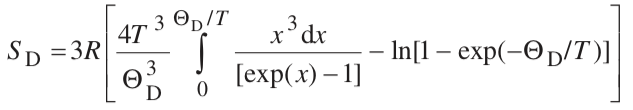 S_D = 3R[ (4T^3 / Θ_D^3) ∫_0^{Θ_D/T} x^3 dx / [exp(x) – 1] – ln[1 – exp(–Θ_D/T)] ]